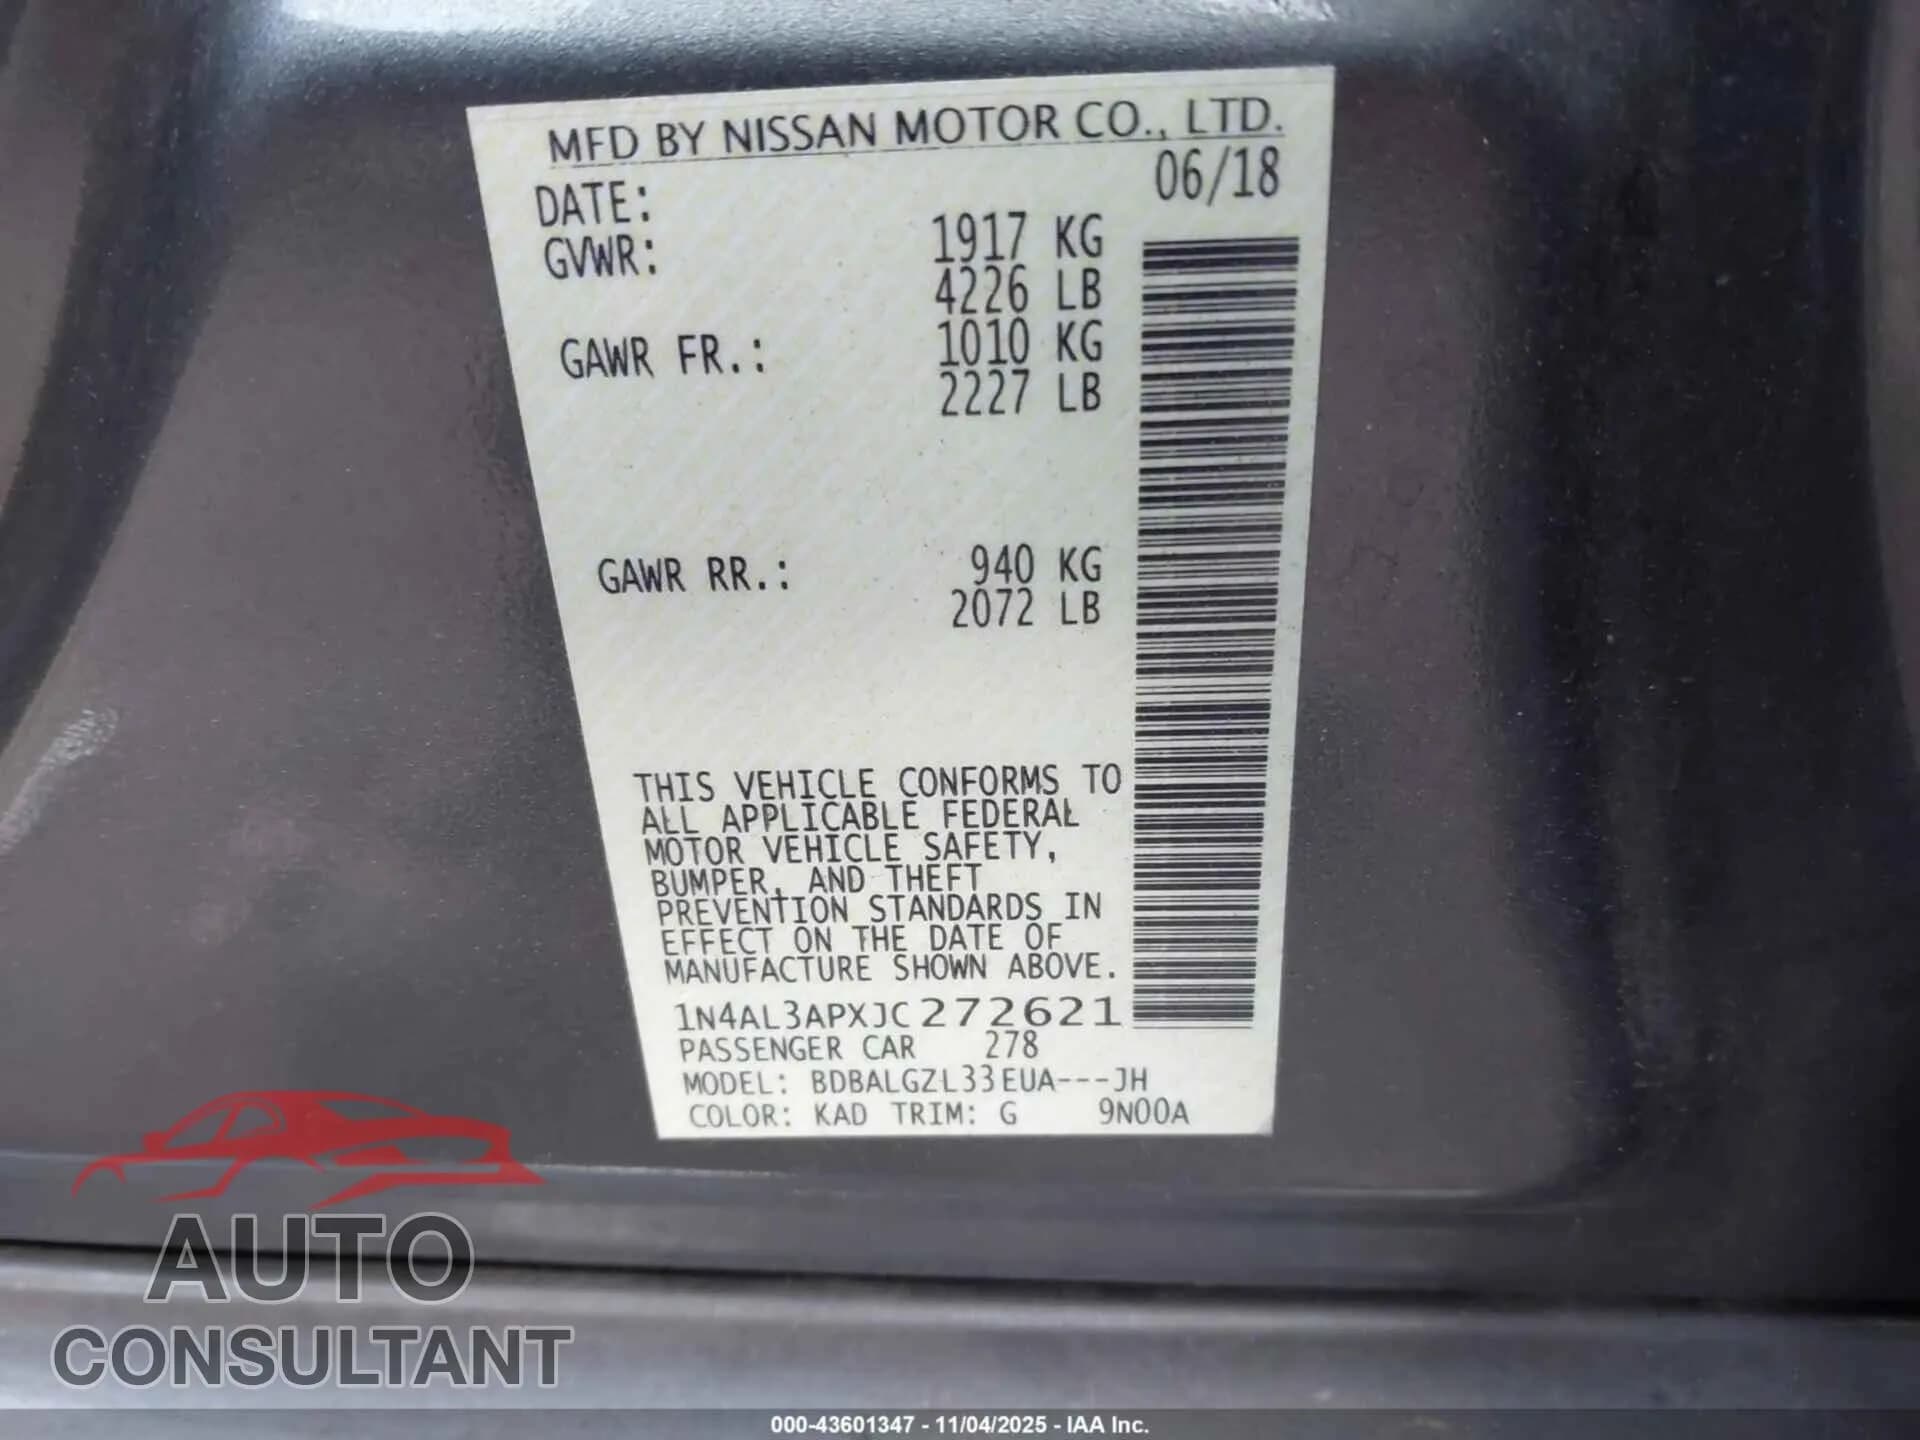 MFD BY NISSAN MOTOR CO., LTD.
DATE: 06/18
GVWR: 1917 KG
4226 LB
GAWR FR.: 1010 KG
2227 LB
GAWR RR.: 940 KG
2072 LB
THIS VEHICLE CONFORMS TO
ALL APPLICABLE FEDERAL
MOTOR VEHICLE SAFETY,
BUMPER, AND THEFT
PREVENTION STANDARDS IN
EFFECT ON THE DATE OF
MANUFACTURE SHOWN ABOVE.
1N4AL3APXJC272621
PASSENGER CAR 278
MODEL: BDBALGZL33EUA---JH
COLOR: KAD TRIM: G 9N00A
AUTO
CONSULTANT
000-43601347 - 11/04/2025 - IAA Inc.